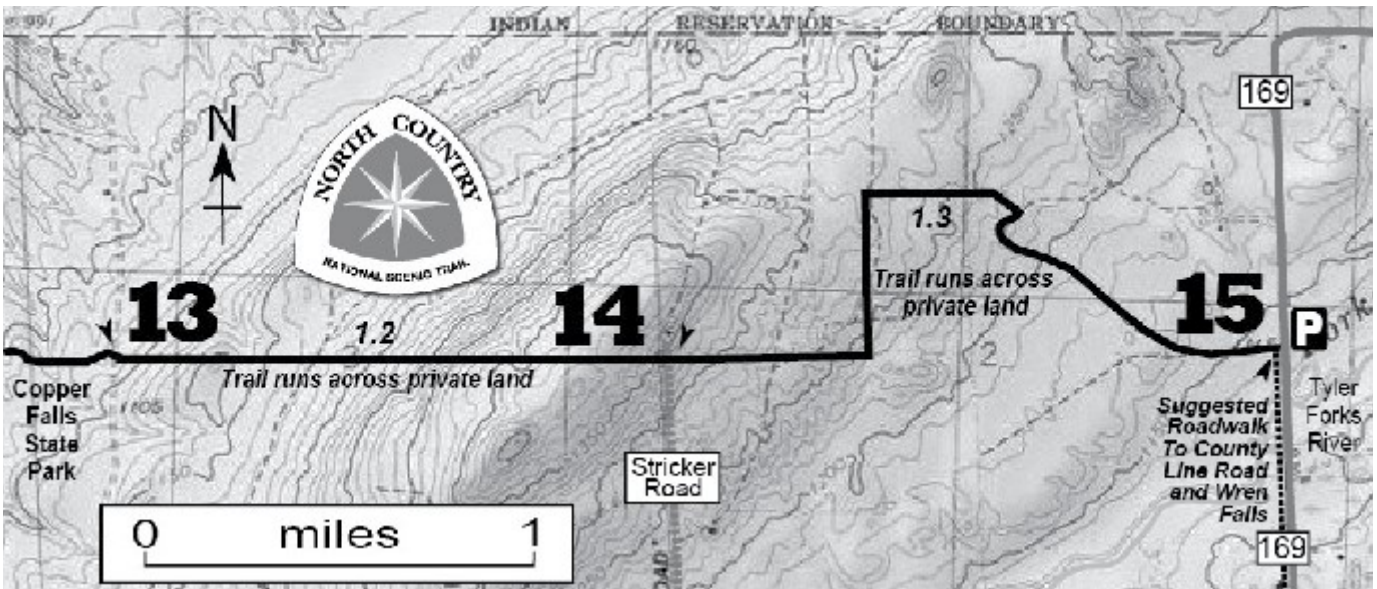 INDIAN RESERVATION BOUNDARY
1100
169
N
NORTH COUNTRY
NATIONAL SCENIC TRAIL
13
1.2
Trail runs across private land
14
1.3
Trail runs across
private land
15
P
2
Copper
Falls
State
Park
Stricker
Road
Suggested
Roadwalk
To County
Line Road
and Wren
Falls
Tyler
Forks
River
169
0 miles 1